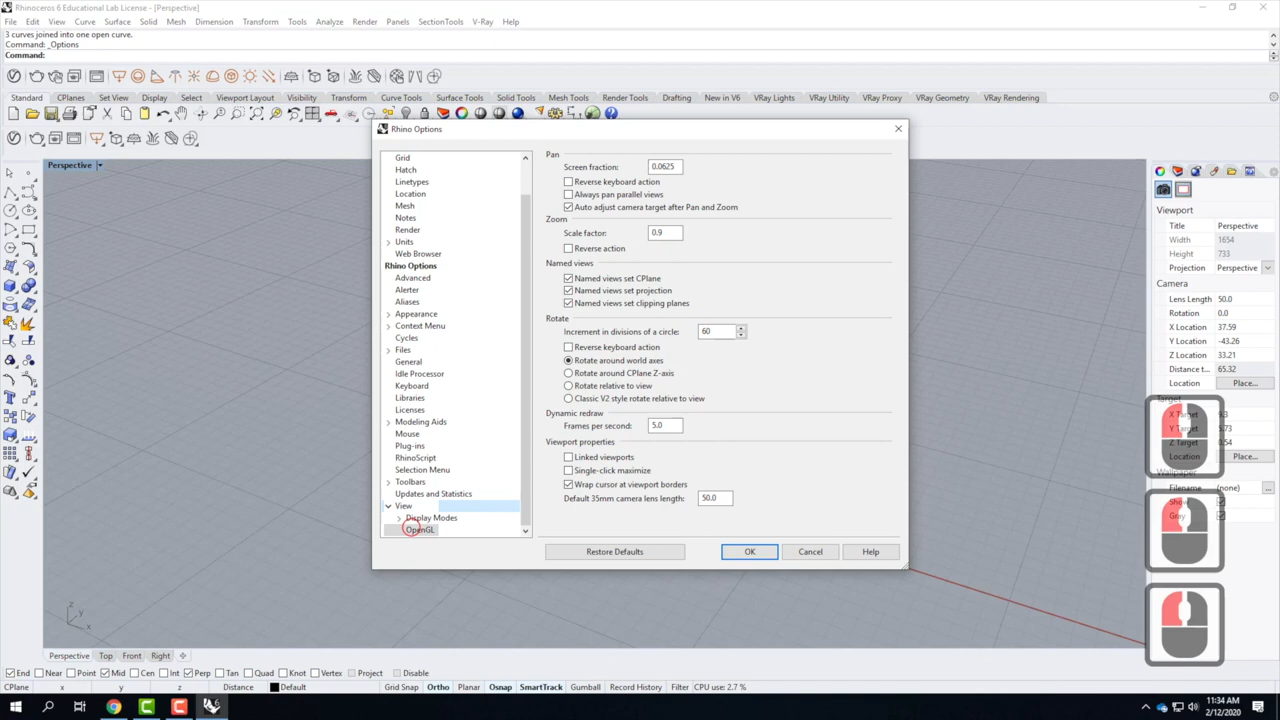 Rhinoceros 6 Educational Lab License - [Perspective]
File Edit View Curve Surface Solid Mesh Dimension Transform Tools Analyze Render Panels SectionTools V-Ray Help
3 curves joined into one open curve.
Command: _Options
Command:
Standard CPlanes Set View Display Select Viewport Layout Visibility Transform Curve Tools Surface Tools Solid Tools Mesh Tools Render Tools Drafting New in V6 VRay Lights VRay Utility VRay Proxy VRay Geometry VRay Rendering
Perspective
Rhino Options
Grid
Hatch
Linetypes
Location
Mesh
Notes
Render
Units
Web Browser
Rhino Options
Advanced
Alerter
Aliases
Appearance
Context Menu
Cycles
Files
General
Idle Processor
Keyboard
Libraries
Licenses
Modeling Aids
Mouse
Plug-ins
RhinoScript
Selection Menu
Toolbars
Updates and Statistics
View
Display Modes
OpenGL
Pan
Screen fraction: 0.0625
Reverse keyboard action
Always pan parallel views
Auto adjust camera target after Pan and Zoom
Zoom
Scale factor: 0.9
Reverse action
Named views
Named views set CPlane
Named views set projection
Named views set clipping planes
Rotate
Increment in divisions of a circle: 60
Reverse keyboard action
Rotate around world axes
Rotate around CPlane Z-axis
Rotate relative to view
Classic V2 style rotate relative to view
Dynamic redraw
Frames per second: 5.0
Viewport properties
Linked viewports
Single-click maximize
Wrap cursor at viewport borders
Default 35mm camera lens length: 50.0
Restore Defaults OK Cancel Help
Viewport
Title Perspective
Width 1654
Height 733
Projection Perspective
Camera
Lens Length 50.0
Rotation 0.0
X Location 37.59
Y Location -43.26
Z Location 33.21
Distance t... 65.32
Location Place...
Target
X Target
Y Target
Z Target
Location Place...
Filename (none) ...
Gray
z
y
x
Perspective Top Front Right
End Near Point Mid Cen Int Perp Tan Quad Knot Vertex Project Disable
CPlane x y z Distance Default Grid Snap Ortho Planar Osnap SmartTrack Gumball Record History Filter CPU use: 2.7 %
11:34 AM
2/12/2020